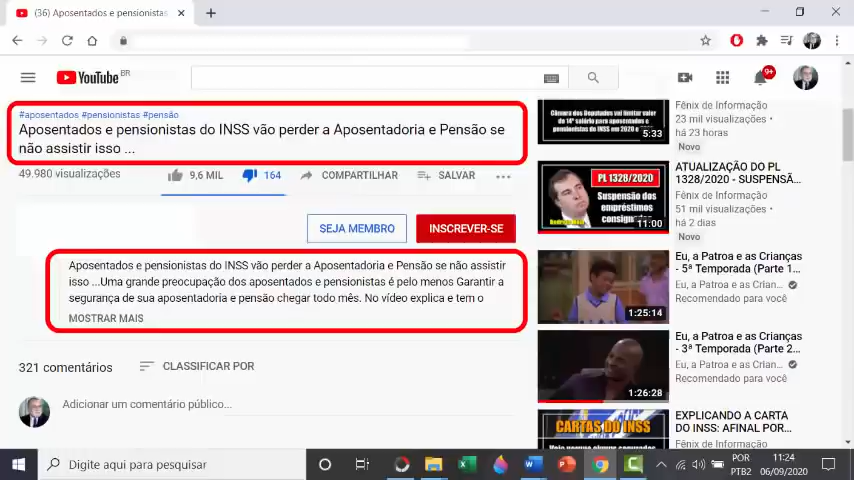 (36) Aposentados e pensionistas
YouTube BR
9+
#aposentados #pensionistas #pensão
Aposentados e pensionistas do INSS vão perder a Aposentadoria e Pensão se
não assistir isso ...
49.980 visualizações
9,6 MIL
164
COMPARTILHAR
SALVAR
SEJA MEMBRO
INSCREVER-SE
Aposentados e pensionistas do INSS vão perder a Aposentadoria e Pensão se não assistir
isso ...Uma grande preocupação dos aposentados e pensionistas é pelo menos Garantir a
segurança de sua aposentadoria e pensão chegar todo mês. No vídeo explica e tem o
MOSTRAR MAIS
321 comentários
CLASSIFICAR POR
Adicionar um comentário público...
Câmara dos Deputados vai limitar valor
de 14º salário para aposentados e
pensionistas do INSS em 2020 e
5:33
Fênix de Informação
23 mil visualizações •
há 23 horas
Novo
PL 1328/2020
Suspensão dos
empréstimos
consignados
11:00
ATUALIZAÇÃO DO PL
1328/2020 - SUSPENSÃ...
Fênix de Informação
51 mil visualizações •
há 2 dias
Novo
1:25:14
Eu, a Patroa e as Crianças
- 5ª Temporada (Parte 1...
Eu, a Patroa e as Crian...
Recomendado para você
1:26:28
Eu, a Patroa e as Crianças
- 3ª Temporada (Parte 2...
Eu, a Patroa e as Crian...
Recomendado para você
CARTAS DO INSS
EXPLICANDO A CARTA
DO INSS: AFINAL POR...
Fênix de Informação
Digite aqui para pesquisar
POR
PTB2
11:24
06/09/2020